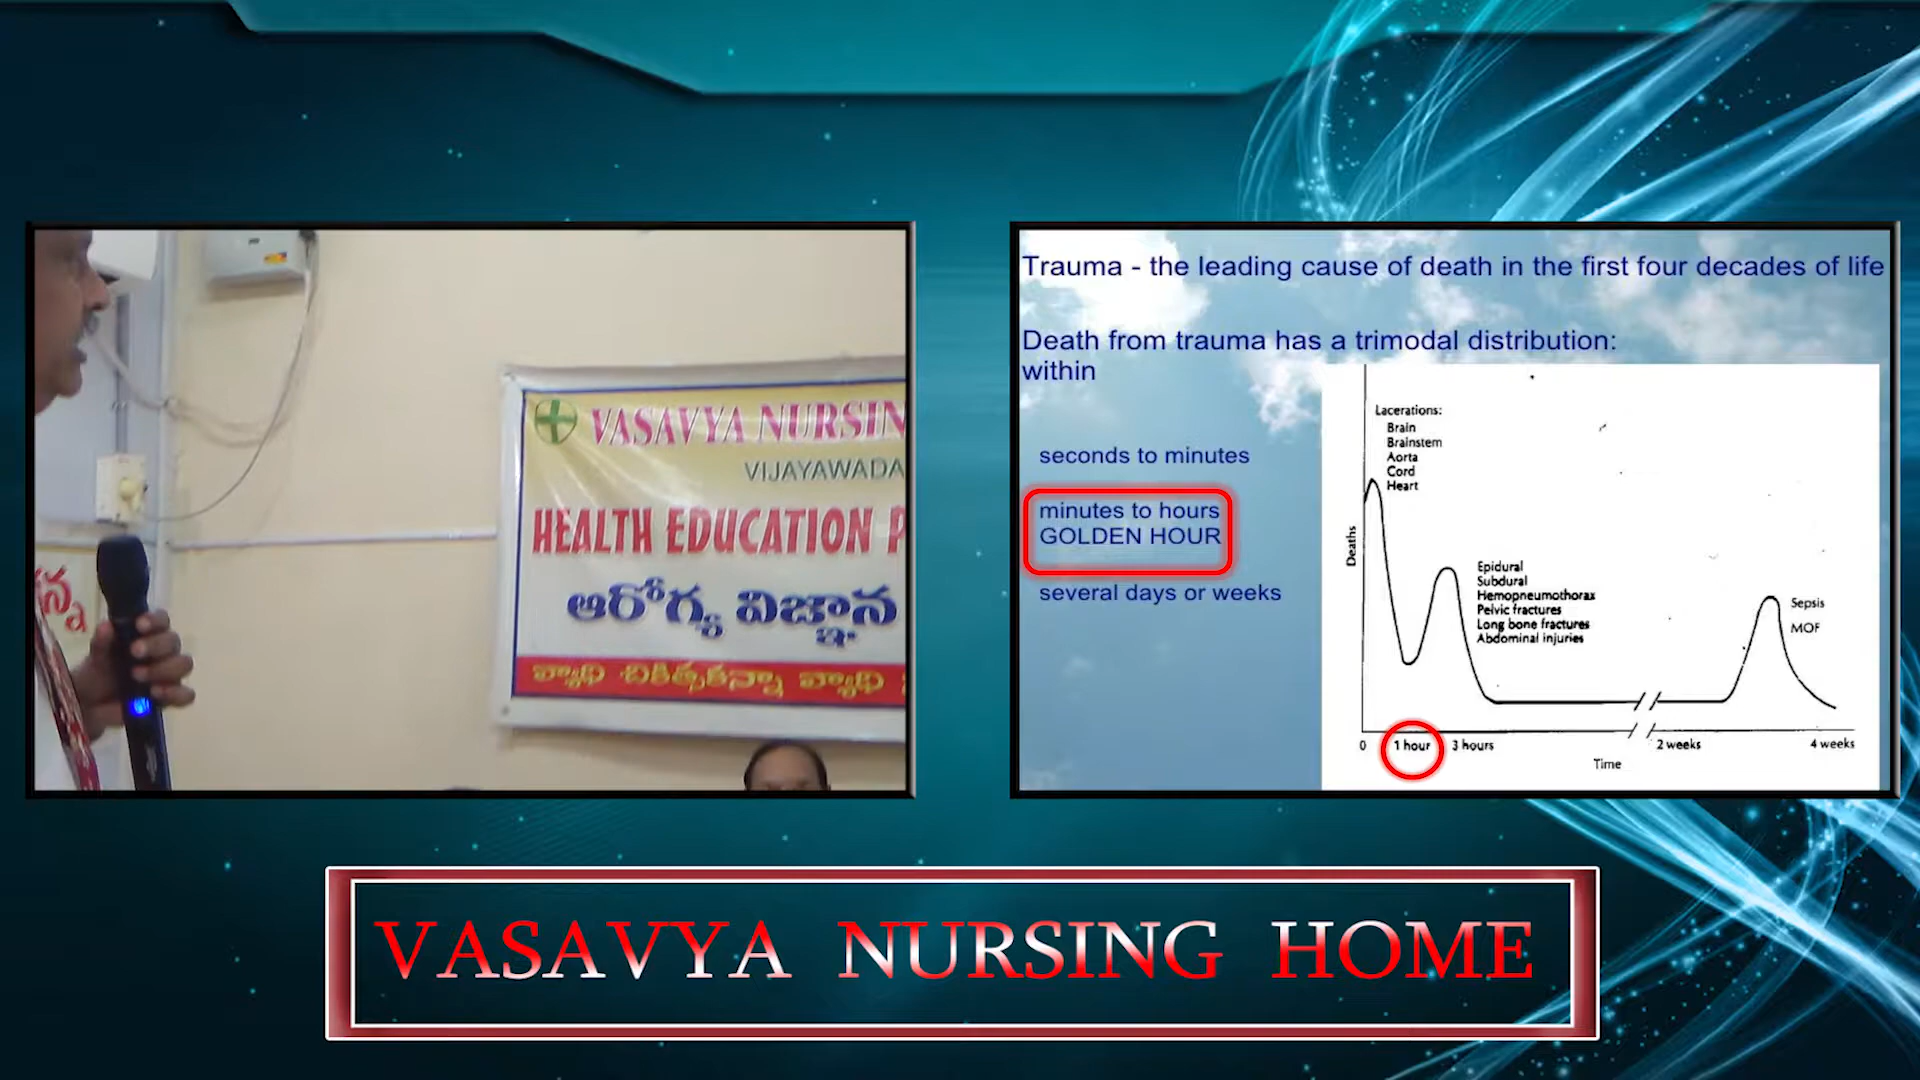 VASAVYA NURSIN
VIJAYAWADA
HEALTH EDUCATION P
ఆరోగ్య విజ్ఞాన
వ్యాధి చికిత్సకన్నా వ్యాధి
న్నా
Trauma - the leading cause of death in the first four decades of life
Death from trauma has a trimodal distribution:
within
seconds to minutes
minutes to hours
GOLDEN HOUR
several days or weeks
Lacerations:
Brain
Brainstem
Aorta
Cord
Heart
Deaths
Epidural
Subdural
Hemopneumothorax
Pelvic fractures
Long bone fractures
Abdominal injuries
Sepsis
MOF
0 1 hour 3 hours 2 weeks 4 weeks
Time
VASAVYA NURSING HOME